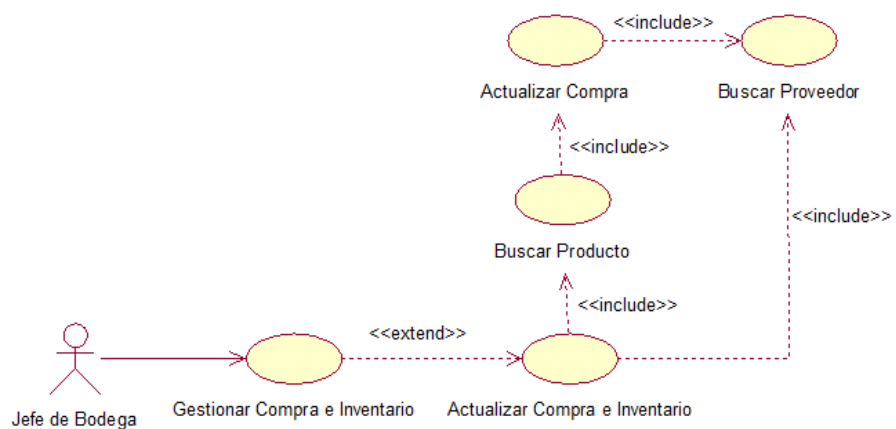 <<include>>
Actualizar Compra
Buscar Proveedor
<<include>>
<<include>>
Buscar Producto
<<include>>
<<extend>>
Jefe de Bodega
Gestionar Compra e Inventario
Actualizar Compra e Inventario